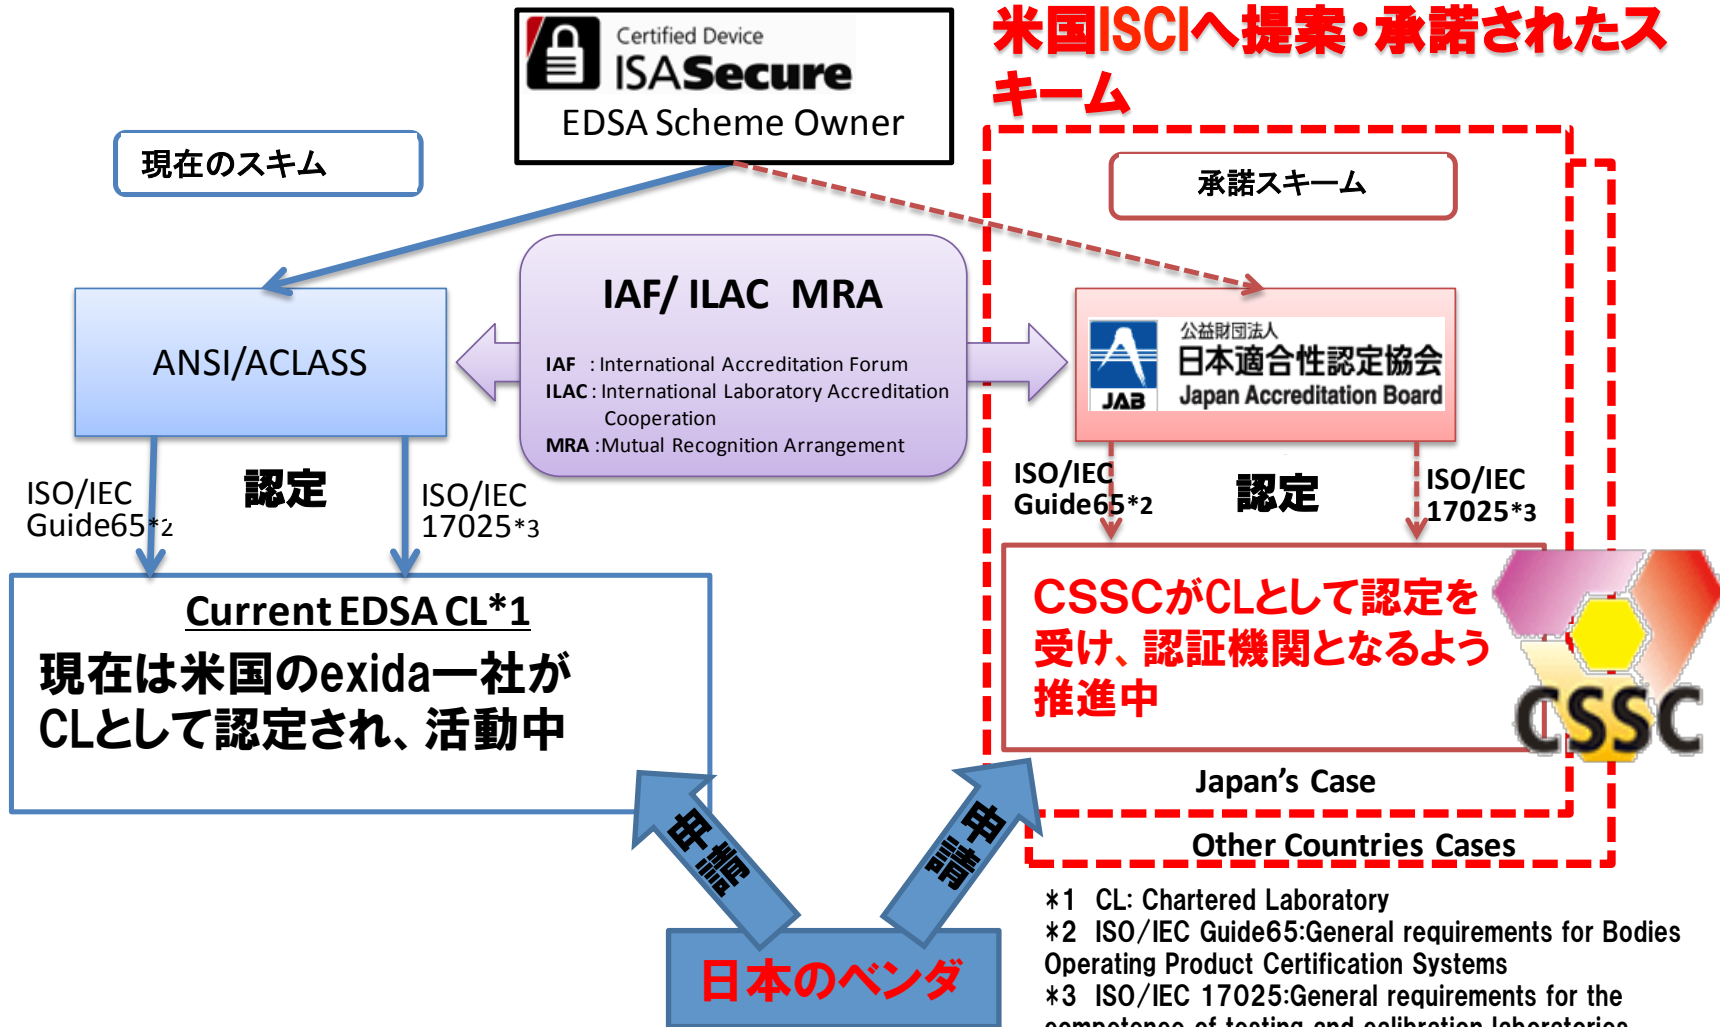 Certified Device
ISASecure
EDSA Scheme Owner
米国ISCIへ提案・承諾されたス
キーム
現在のスキム
承諾スキーム
IAF/ ILAC MRA
IAF : International Accreditation Forum
ILAC : International Laboratory Accreditation
Cooperation
MRA :Mutual Recognition Arrangement
ANSI/ACLASS
公益財団法人
日本適合性認定協会
Japan Accreditation Board
JAB
ISO/IEC
Guide65*2
認定
ISO/IEC
17025*3
ISO/IEC
Guide65*2
認定
ISO/IEC
17025*3
Current EDSA CL*1
現在は米国のexida一社が
CLとして認定され、活動中
CSSCがCLとして認定を
受け、認証機関となるよう
推進中
CSSC
Japan's Case
Other Countries Cases
申請
申請
日本のベンダ
*1 CL: Chartered Laboratory
*2 ISO/IEC Guide65:General requirements for Bodies
Operating Product Certification Systems
*3 ISO/IEC 17025:General requirements for the
competence of testing and calibration laboratories